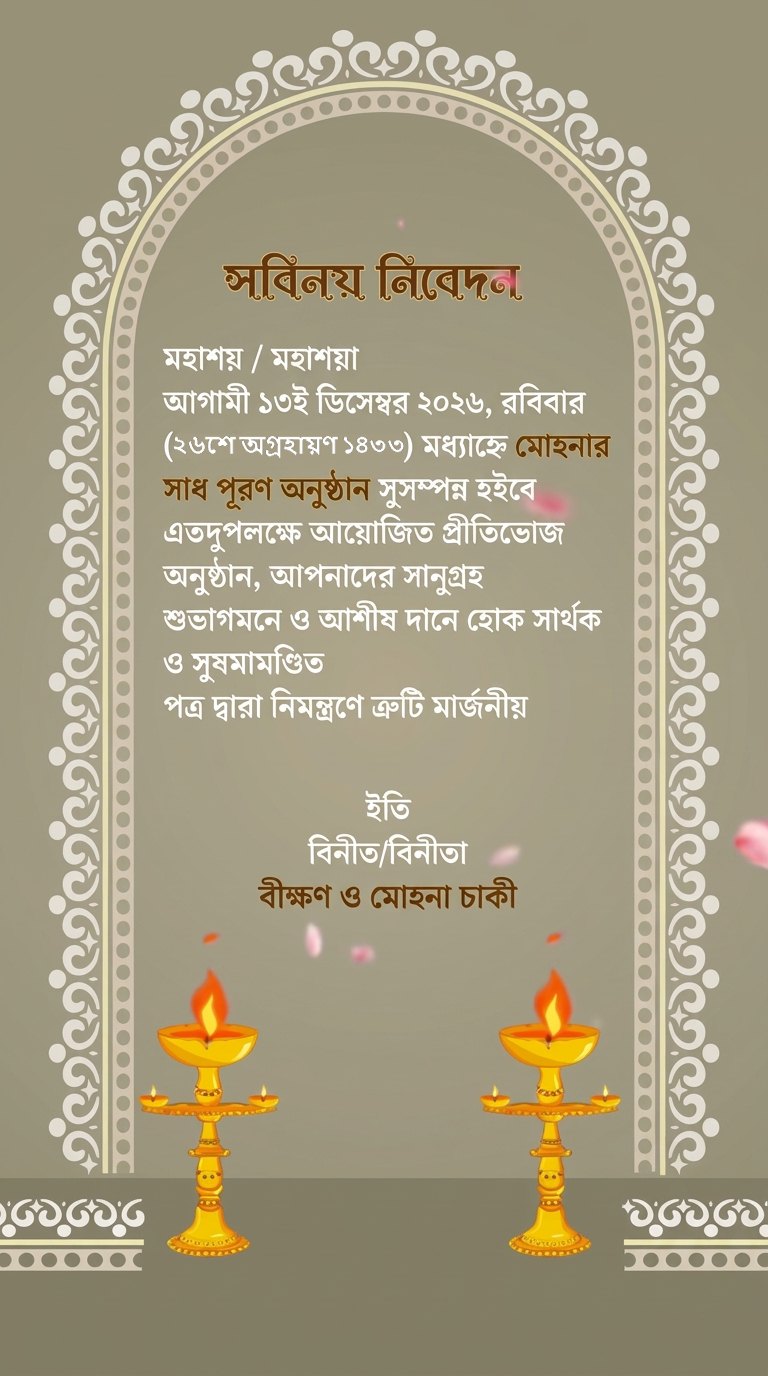 সবিনয় নিবেদন
মহাশয় / মহাশয়া
আগামী ১৩ই ডিসেম্বর ২০২৬, রবিবার
(২৬শে অগ্রহায়ণ ১৪৩৩) মধ্যাহ্নে মোহনার
সাধ পূরণ অনুষ্ঠান সুসম্পন্ন হইবে
এতদুপলক্ষে আয়োজিত প্রীতিভোজ
অনুষ্ঠান, আপনাদের সানুগ্রহ
শুভাগমনে ও আশীষ দানে হোক সার্থক
ও সুষমামণ্ডিত
পত্র দ্বারা নিমন্ত্রণে ত্রুটি মার্জনীয়
ইতি
বিনীত/বিনীতা
বীক্ষণ ও মোহনা চাকী